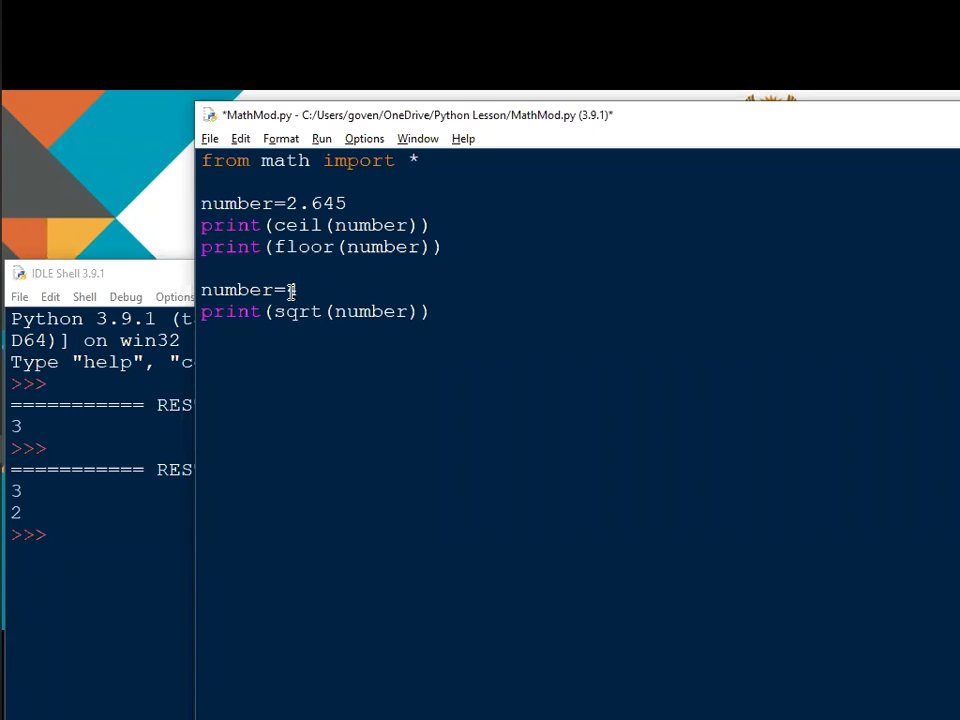 *MathMod.py - C:/Users/goven/OneDrive/Python Lesson/MathMod.py (3.9.1)*
File Edit Format Run Options Window Help
from math import *
number=2.645
print(ceil(number))
print(floor(number))
number=
print(sqrt(number))
IDLE Shell 3.9.1
File Edit Shell Debug Options
Python 3.9.1 (t
D64)] on win32
Type "help", "c
>>>
=========== RES
3
>>>
=========== RES
3
2
>>>